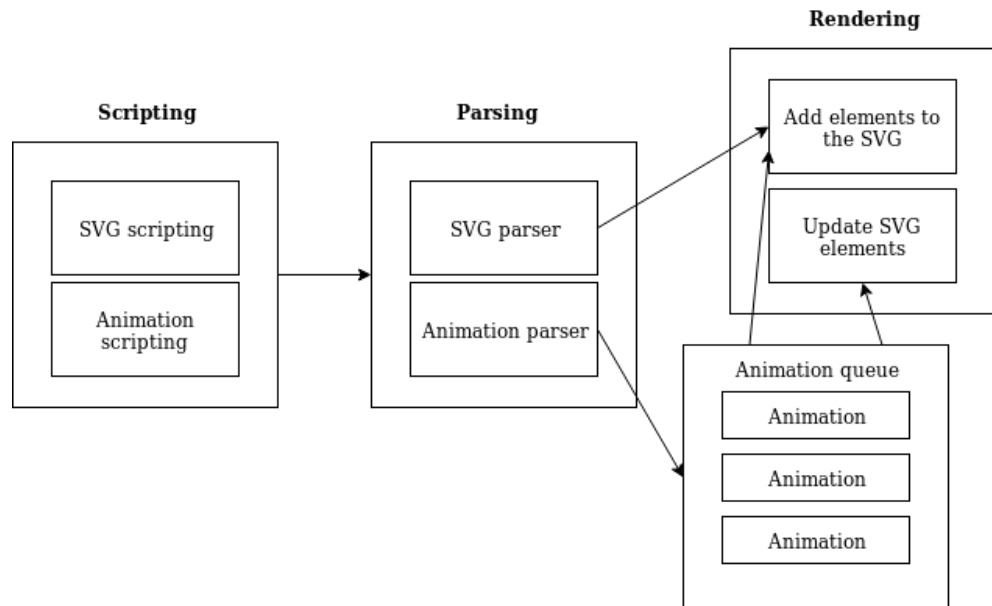 Scripting
SVG scripting
Animation
scripting
Parsing
SVG parser
Animation parser
Rendering
Add elements to
the SVG
Update SVG
elements
Animation queue
Animation
Animation
Animation